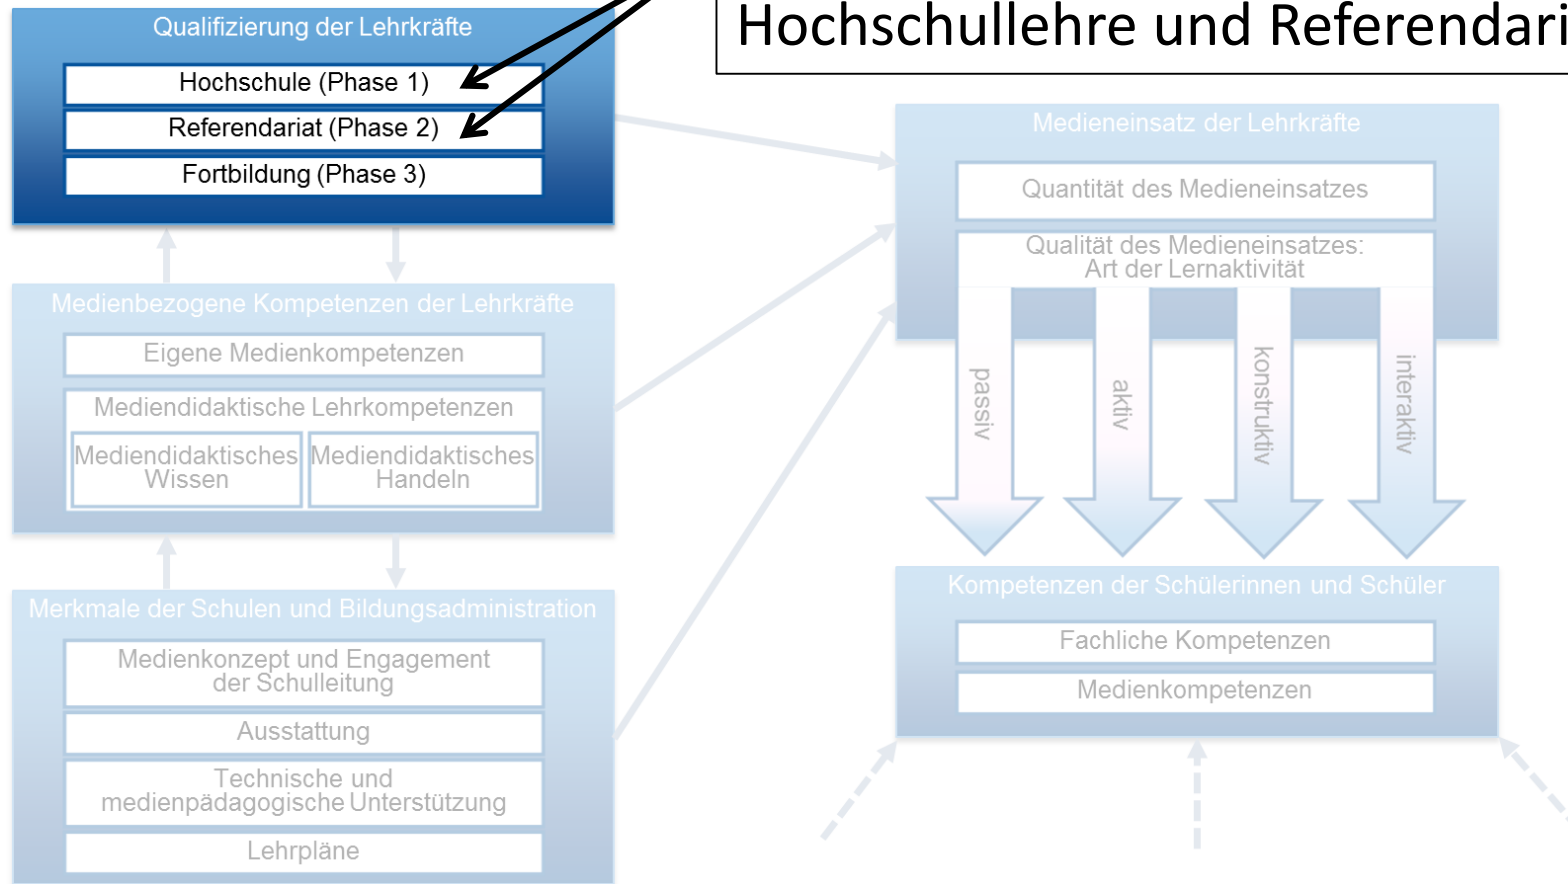 Hochschullehre und Referendari
Qualifizierung der Lehrkräfte
Hochschule (Phase 1)
Referendariat (Phase 2)
Fortbildung (Phase 3)
Medienbezogene Kompetenzen der Lehrkräfte
Eigene Medienkompetenzen
Mediendidaktische Lehrkompetenzen
Mediendidaktisches
Wissen
Mediendidaktisches
Handeln
Merkmale der Schulen und Bildungsadministration
Medienkonzept und Engagement
der Schulleitung
Ausstattung
Technische und
medienpädagogische Unterstützung
Lehrpläne
Medieneinsatz der Lehrkräfte
Quantität des Medieneinsatzes
Qualität des Medieneinsatzes:
Art der Lernaktivität
passiv
aktiv
konstruktiv
interaktiv
Kompetenzen der Schülerinnen und Schüler
Fachliche Kompetenzen
Medienkompetenzen